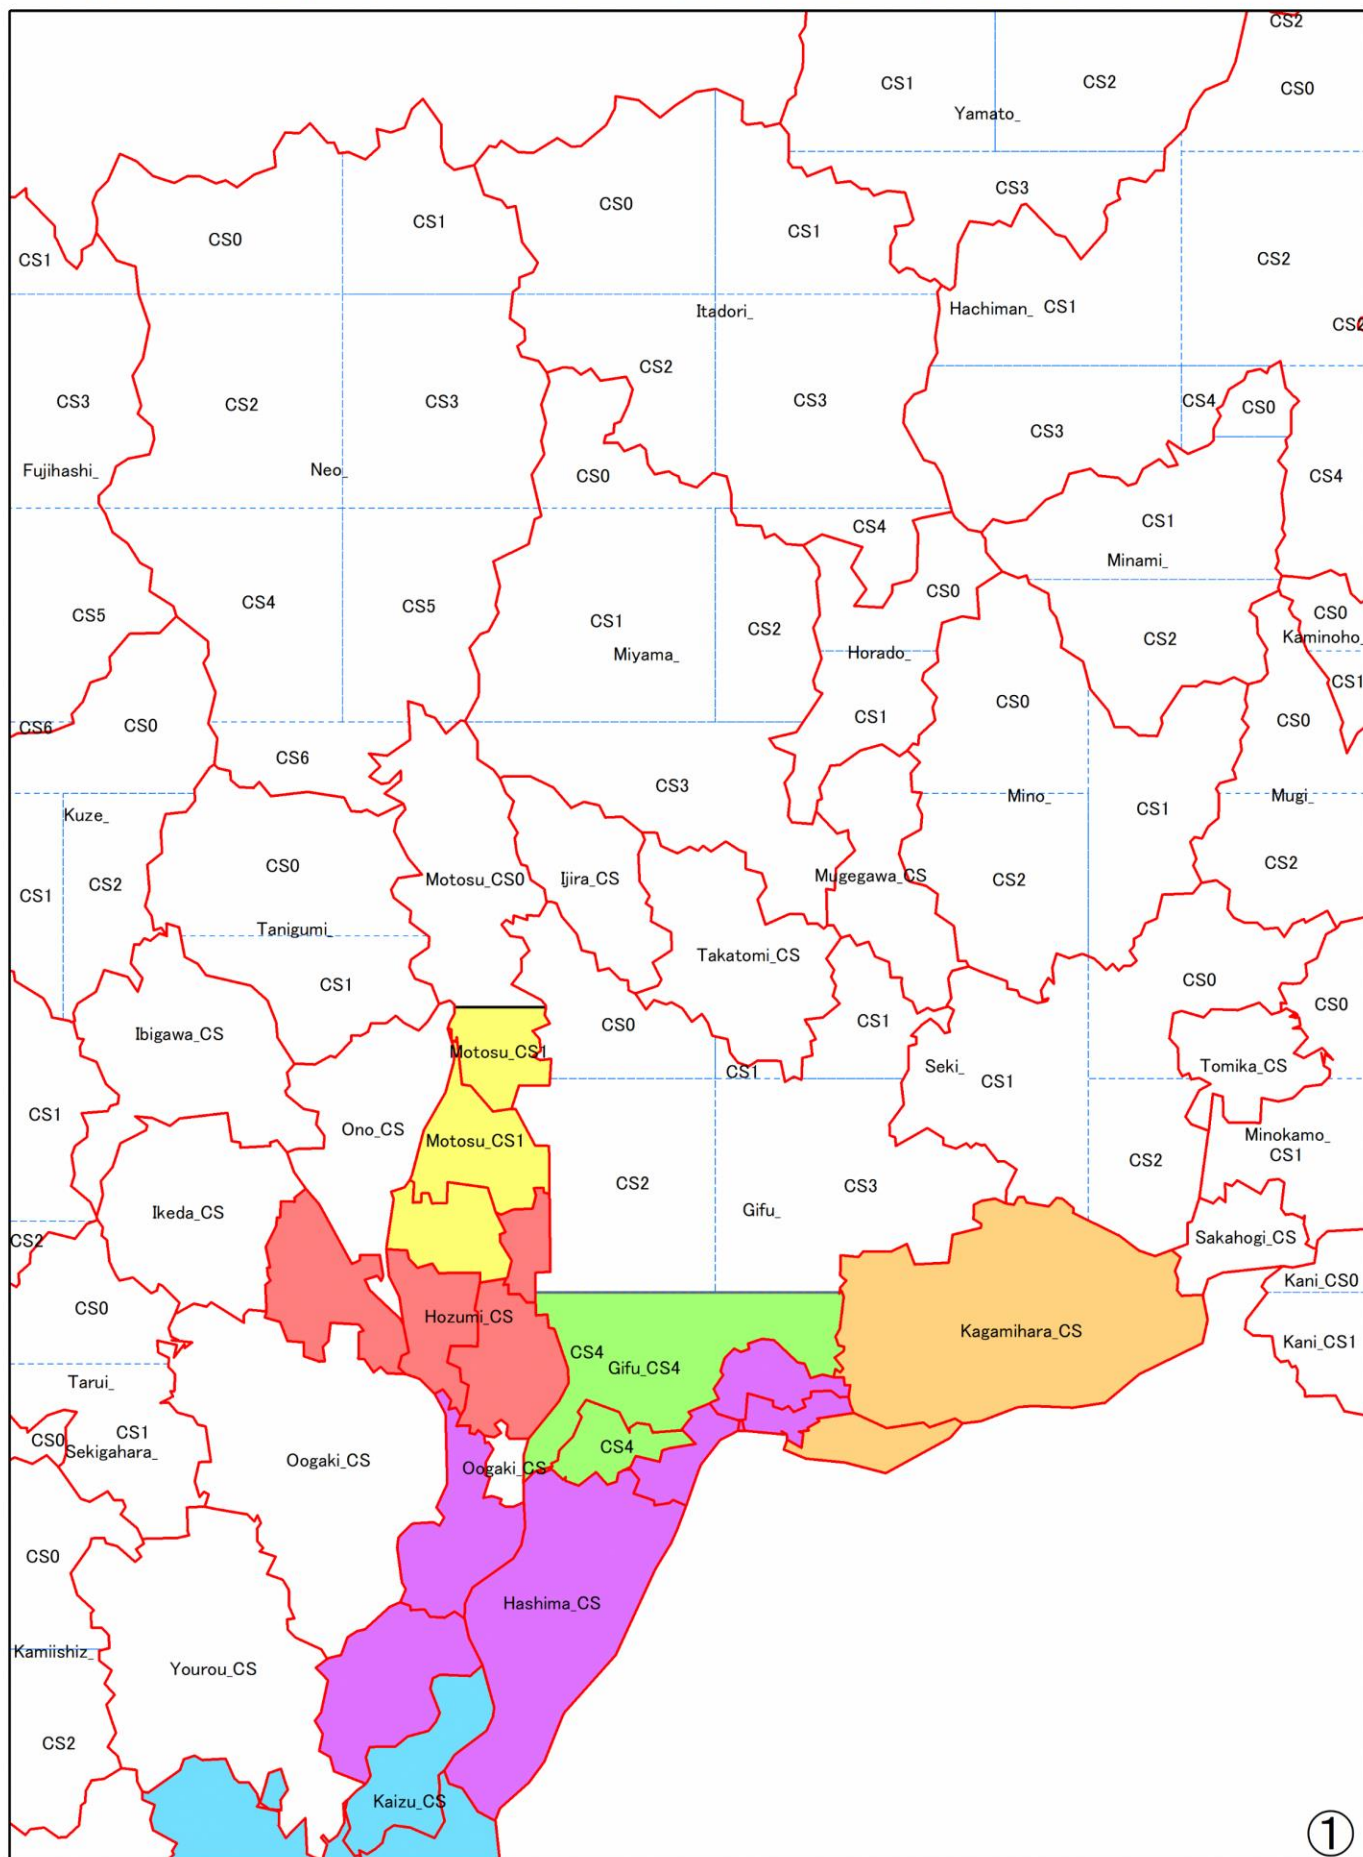 CS2
CS1
CS2
CS0
Yamato_
CS3
CS0
CS1
CS0
CS1
CS1
CS2
Itadori_
Hachiman_ CS1
CS2
CS3
CS2
CS3
CS3
CS4
CS0
CS3
Fujihashi_
Neo_
CS0
CS4
CS4
CS1
Minami_
CS5
CS4
CS5
CS1
CS2
CS0
CS0
Miyama_
Horado_
CS2
Kaminoho_
CS1
CS6
CS0
CS6
CS1
CS0
CS0
CS3
Kuze_
Mino_
CS1
Mugi_
CS1
CS2
CS0
Motosu_CS0
Ijira_CS
Mugegawa_CS
CS2
CS2
Tanigumi_
CS1
Takatomi_CS
CS0
CS0
Ibigawa_CS
CS0
CS1
Motosu_CS1
CS1
Seki_
CS1
Tomika_CS
CS1
Ono_CS
Motosu_CS1
CS2
CS3
CS2
Minokamo_
CS1
Ikeda_CS
Gifu_
CS2
Sakahogi_CS
CS0
Kani_CS0
Hozumi_CS
CS4
Gifu_CS4
Kagamihara_CS
Kani_CS1
Tarui_
CS0
CS1
Sekigahara_
Oogaki_CS
Oogaki_CS
CS4
CS0
Hashima_CS
Kamiishiz_
Yourou_CS
CS2
Kaizu_CS
①